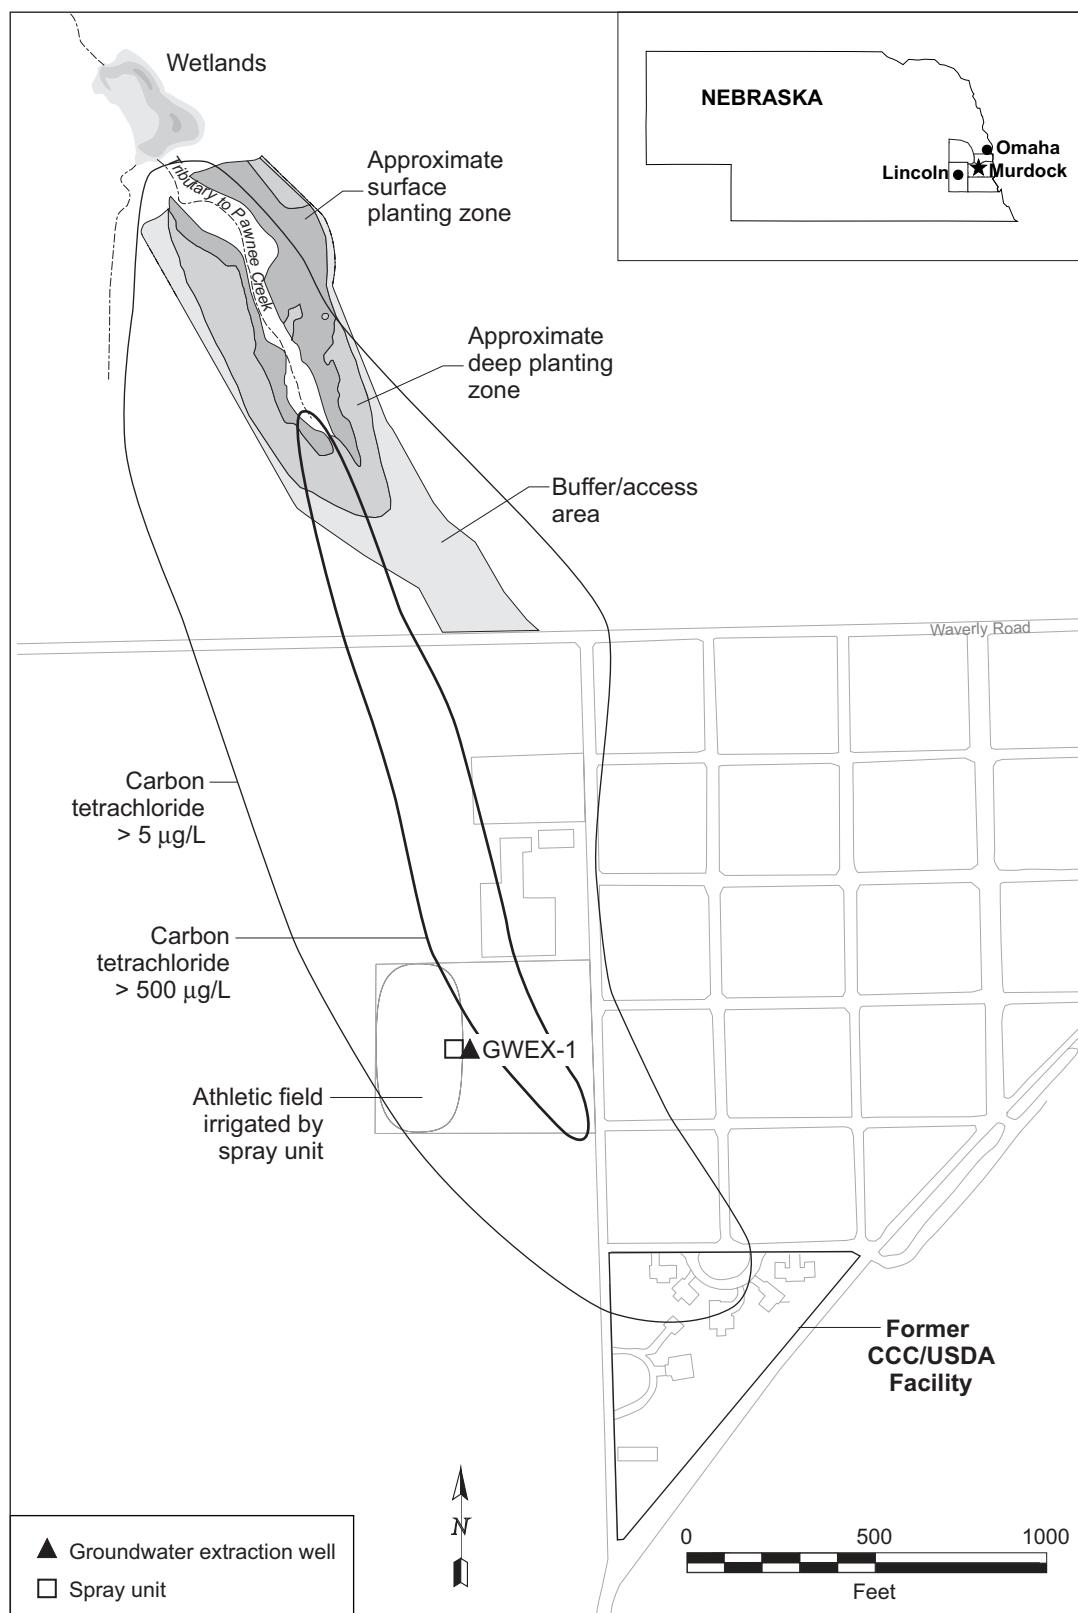 Wetlands
Approximate
surface
planting zone
NEBRASKA
Omaha
Lincoln
Murdock
Tributary to Pawnee Creek
Approximate
deep planting
zone
Buffer/access
area
Waverly Road
Carbon
tetrachloride
> 5 µg/L
Carbon
tetrachloride
> 500 µg/L
GWEX-1
Athletic field
irrigated by
spray unit
Former
CCC/USDA
Facility
N
0 500 1000
Feet
Groundwater extraction well
Spray unit